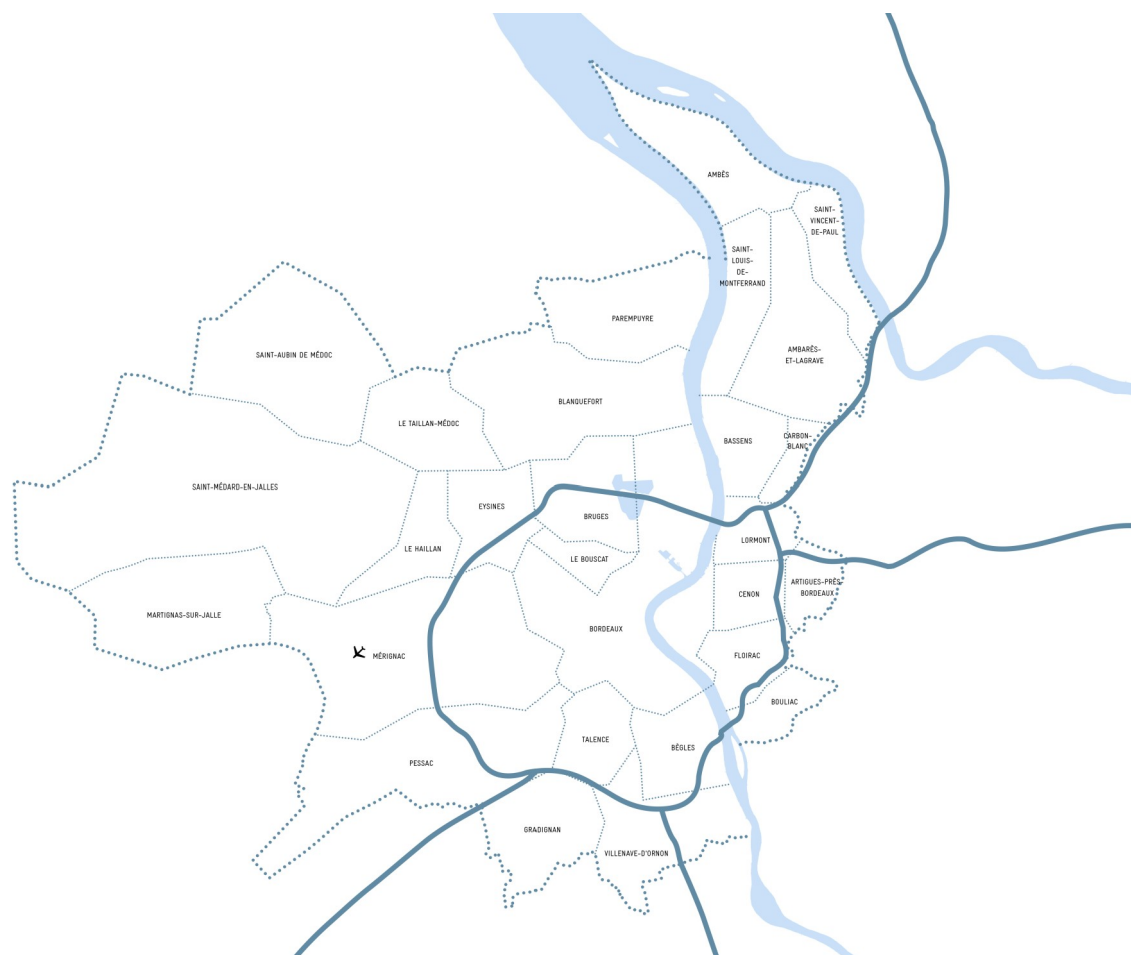 AMBÈS
SAINT-
VINCENT-
DE-PAUL
SAINT-
LOUIS-
DE-
MONTFERRAND
PAREMPUYRE
AMBARÈS-
ET-LAGRAVE
SAINT-AUBIN DE MÉDOC
BLANQUEFORT
LE TAILLAN-MÉDOC
BASSENS
CARBON-
BLANC
SAINT-MÉDARD-EN-JALLES
EYSINES
BRUGES
LORMONT
LE HAILLAN
LE BOUSCAT
ARTIGUES-PRÈS-
BORDEAUX
CENON
MARTIGNAS-SUR-JALLE
BORDEAUX
MÉRIGNAC
FLOIRAC
BOULIAC
TALENCE
BÈGLES
PESSAC
GRADIGNAN
VILLENAVE-D'ORNON